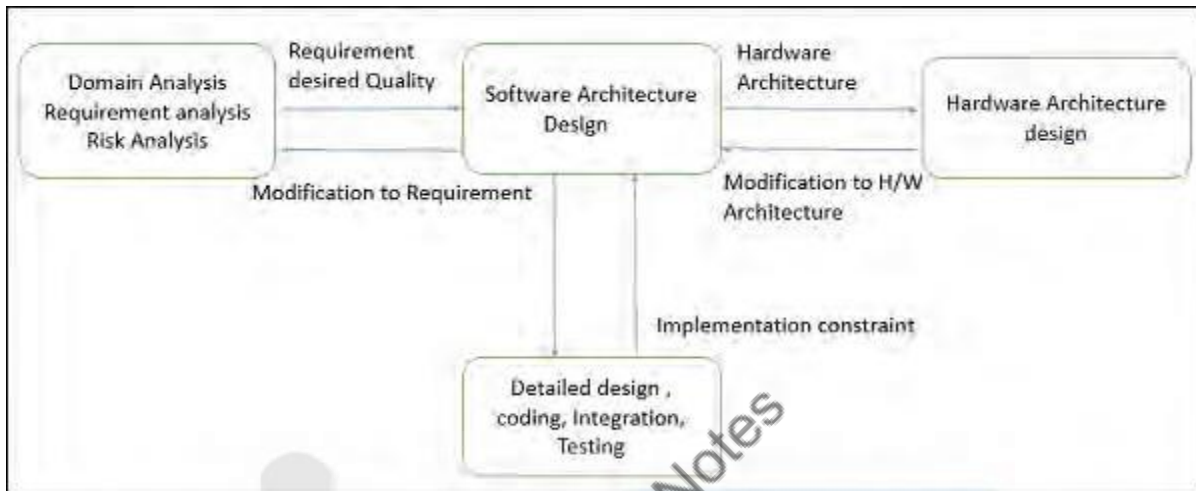 Domain Analysis
Requirement analysis
Risk Analysis
Requirement
desired Quality
Modification to Requirement
Software Architecture
Design
Hardware
Architecture
Modification to H/W
Architecture
Hardware Architecture
design
Implementation constraint
Detailed design ,
coding, Integration,
Testing
Notes